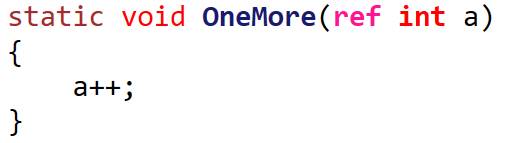 static void OneMore(ref int a)
{
    a++;
}